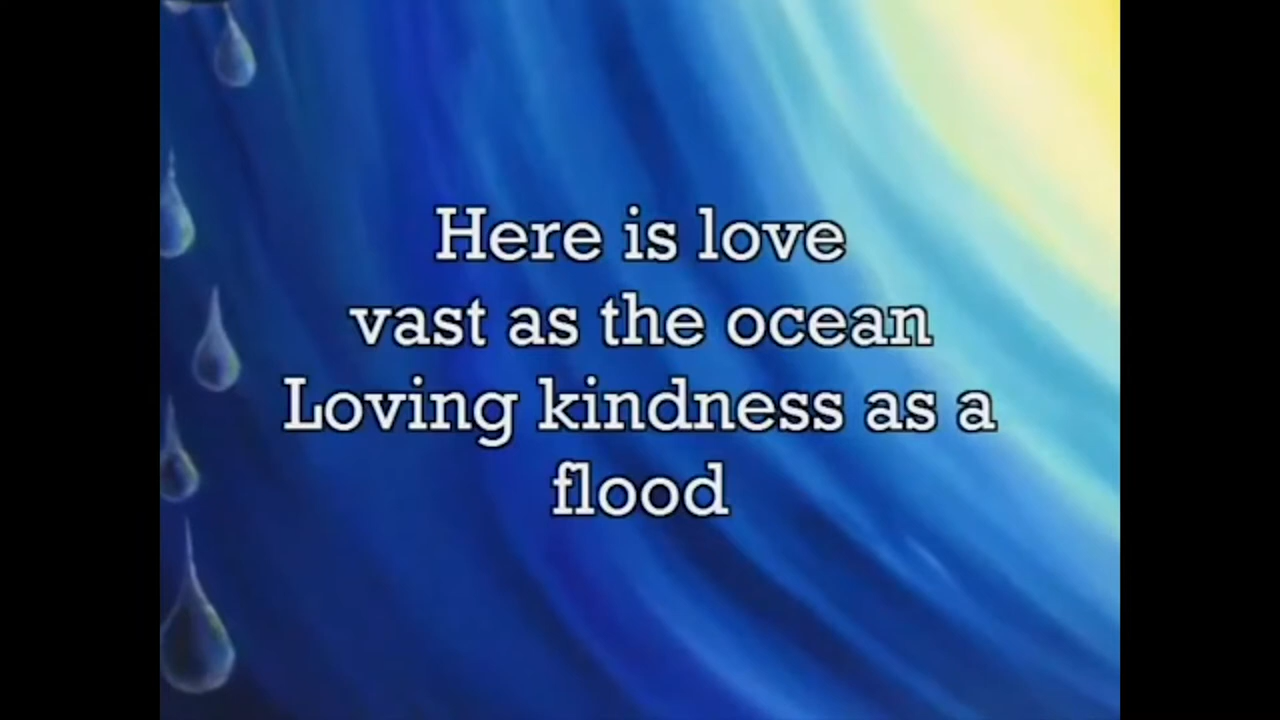 Here is love
vast as the ocean
Loving kindness as a
flood